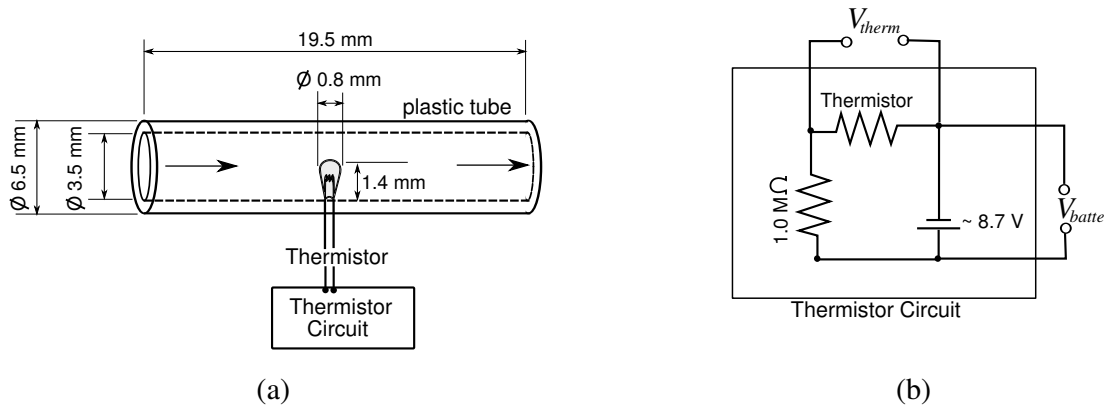 19.5 mm
Ø 0.8 mm
plastic tube
Ø 6.5 mm
Ø 3.5 mm
1.4 mm
Thermistor
Thermistor
Circuit
(a)
V_therm
Thermistor
1.0 MΩ
~ 8.7 V
V_batte
Thermistor Circuit
(b)